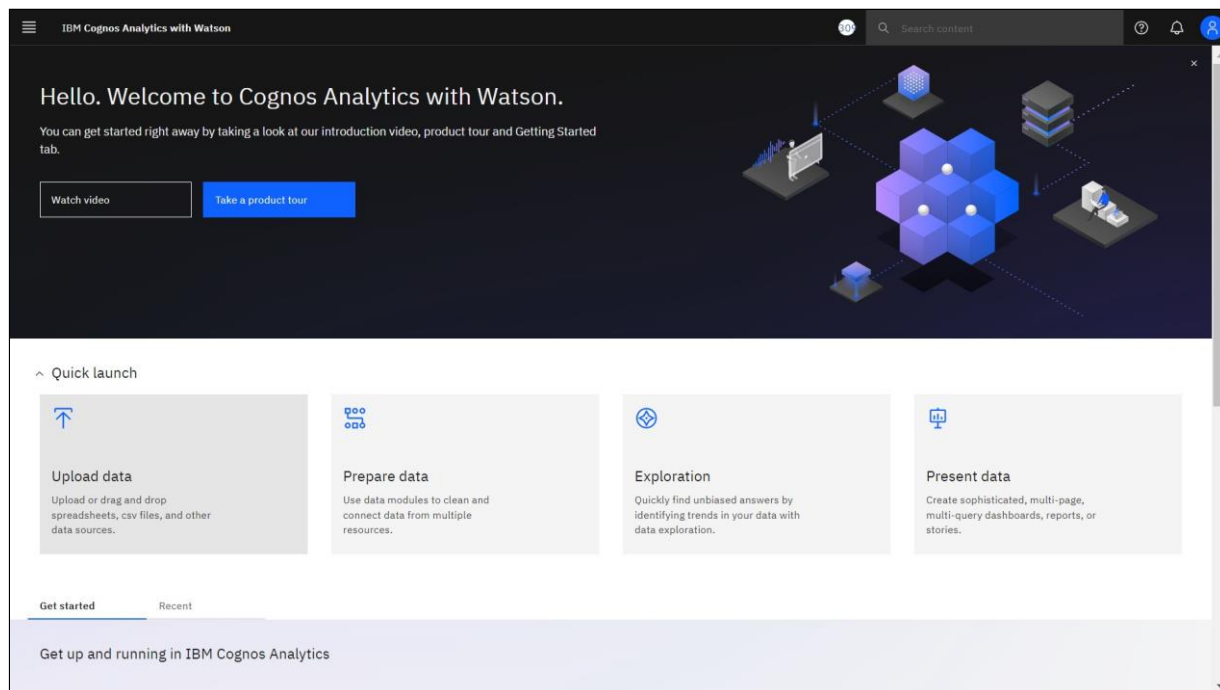 IBM Cognos Analytics with Watson
309
Search content
Hello. Welcome to Cognos Analytics with Watson.
You can get started right away by taking a look at our introduction video, product tour and Getting Started
tab.
Watch video
Take a product tour
Quick launch
Upload data
Upload or drag and drop
spreadsheets, csv files, and other
data sources.
Prepare data
Use data modules to clean and
connect data from multiple
resources.
Exploration
Quickly find unbiased answers by
identifying trends in your data with
data exploration.
Present data
Create sophisticated, multi-page,
multi-query dashboards, reports, or
stories.
Get started
Recent
Get up and running in IBM Cognos Analytics